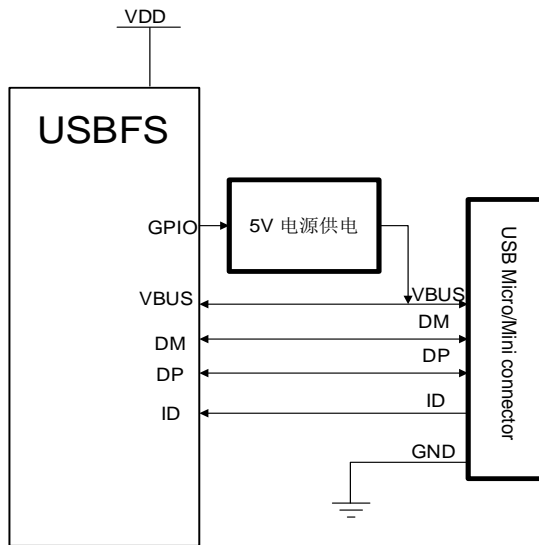 VDD
USBFS
GPIO
5V 电源供电
VBUS
VBUS
DM
DM
DP
DP
ID
ID
GND
USB Micro/Mini connector